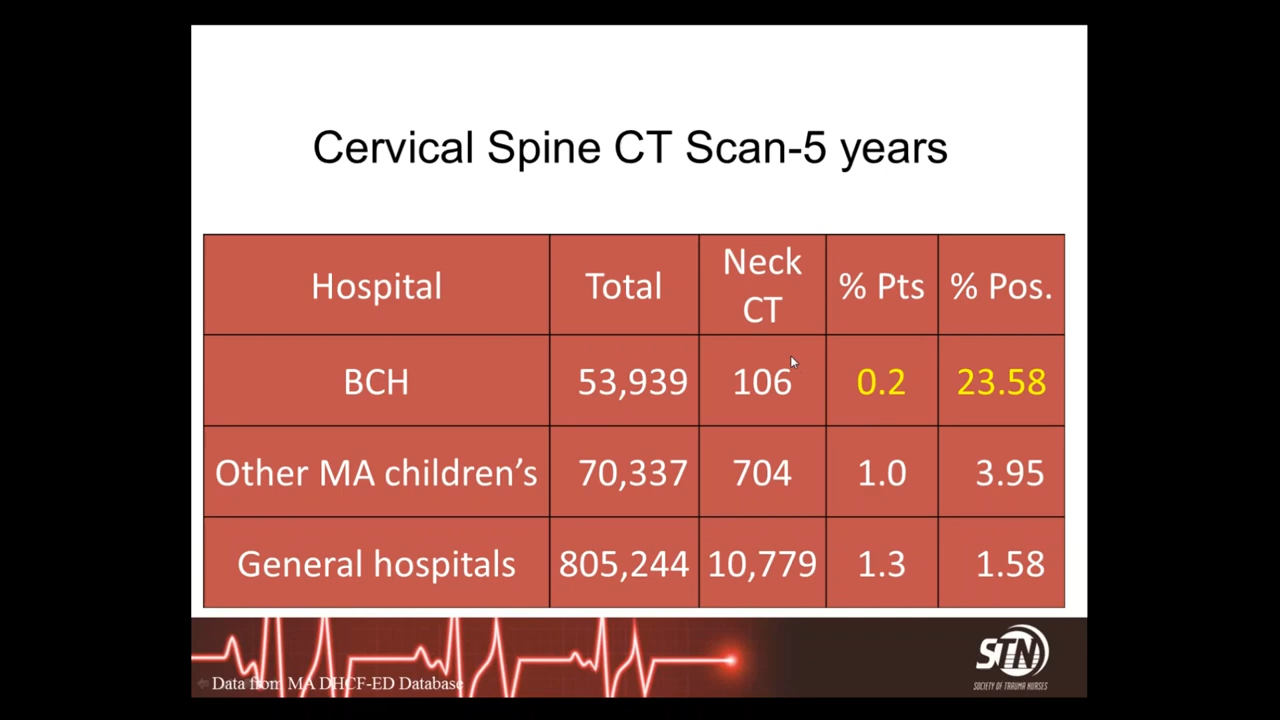 Cervical Spine CT Scan-5 years
Hospital Total Neck CT % Pts % Pos.
BCH 53,939 106 0.2 23.58
Other MA children’s 70,337 704 1.0 3.95
General hospitals 805,244 10,779 1.3 1.58
STN
SOCIETY OF TRAUMA NURSES
Data from MA DHCF-ED Database